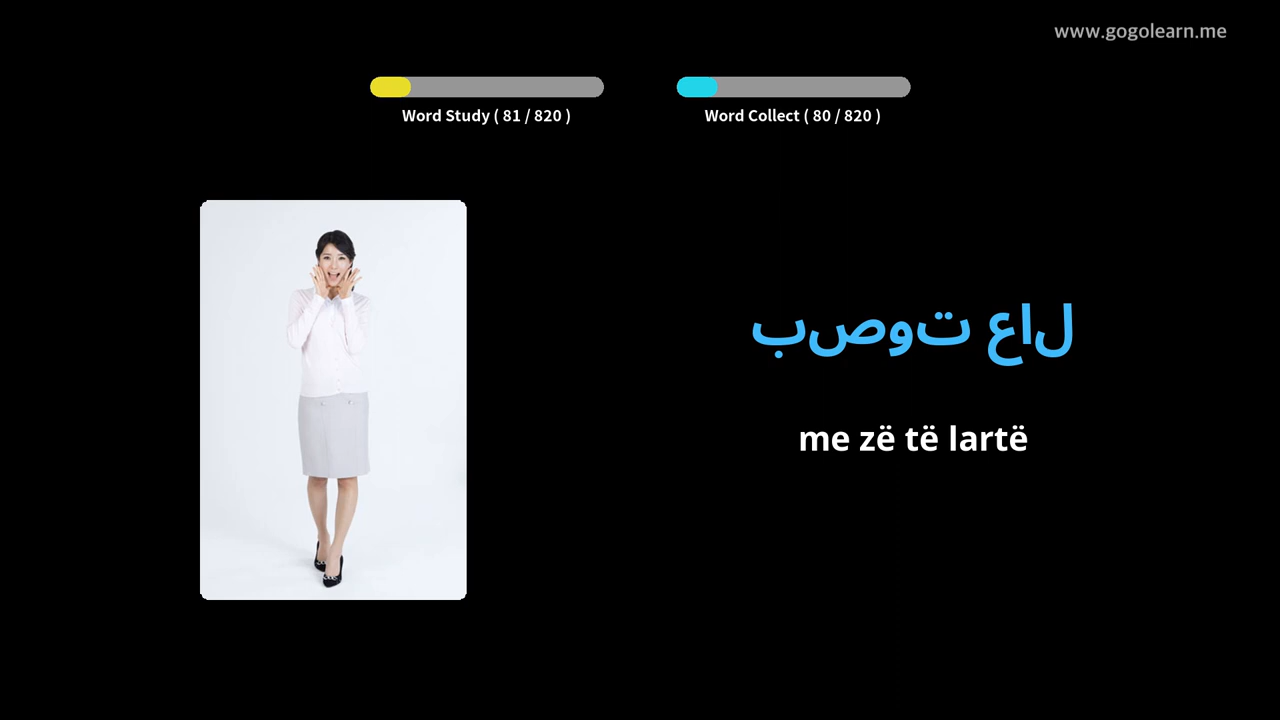 www.gogolearn.me
Word Study ( 81 / 820 )
Word Collect ( 80 / 820 )
بصوت عال
me zë të lartë